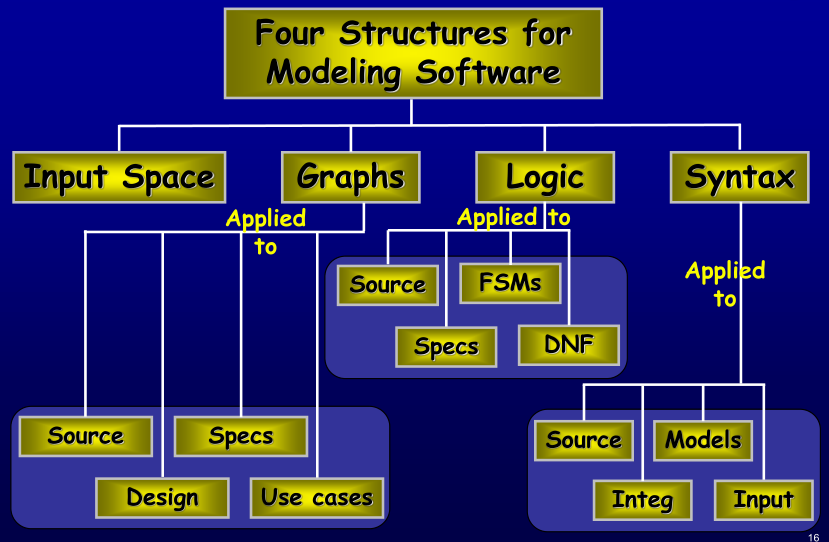 Four Structures for
Modeling Software
Input Space
Graphs
Logic
Syntax
Applied
to
Applied to
Applied
to
Source
FSMs
Specs
DNF
Source
Specs
Design
Use cases
Source
Models
Integ
Input
16